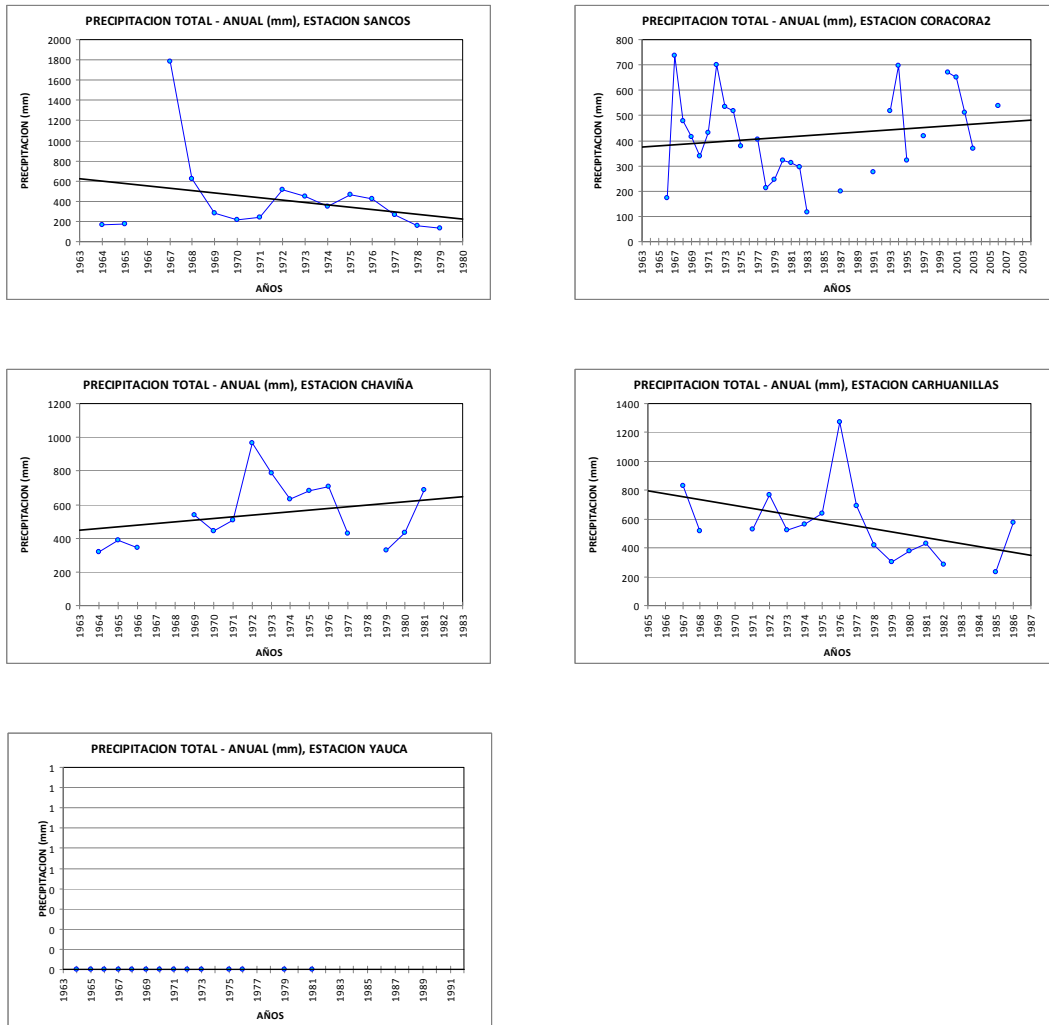 PRECIPITACION TOTAL - ANUAL (mm), ESTACION SANCOS
PRECIPITACION (mm)
2000
1800
1600
1400
1200
1000
800
600
400
200
0
1963 1964 1965 1966 1967 1968 1969 1970 1971 1972 1973 1974 1975 1976 1977 1978 1979 1980
AÑOS
PRECIPITACION TOTAL - ANUAL (mm), ESTACION CORACORA2
PRECIPITACION (mm)
800
700
600
500
400
300
200
100
0
1963 1965 1967 1969 1971 1973 1975 1977 1979 1981 1983 1985 1987 1989 1991 1993 1995 1997 1999 2001 2003 2005 2007 2009
AÑOS
PRECIPITACION TOTAL - ANUAL (mm), ESTACION CHAVIÑA
PRECIPITACION (mm)
1200
1000
800
600
400
200
0
1963 1964 1965 1966 1967 1968 1969 1970 1971 1972 1973 1974 1975 1976 1977 1978 1979 1980 1981 1982 1983
AÑOS
PRECIPITACION TOTAL - ANUAL (mm), ESTACION CARHUANILLAS
PRECIPITACION (mm)
1400
1200
1000
800
600
400
200
0
1965 1966 1967 1968 1969 1970 1971 1972 1973 1974 1975 1976 1977 1978 1979 1980 1981 1982 1983 1984 1985 1986 1987
AÑOS
PRECIPITACION TOTAL - ANUAL (mm), ESTACION YAUCA
PRECIPITACION (mm)
1
1
1
1
1
1
0
0
0
0
0
1963 1965 1967 1969 1971 1973 1975 1977 1979 1981 1983 1985 1987 1989 1991
AÑOS